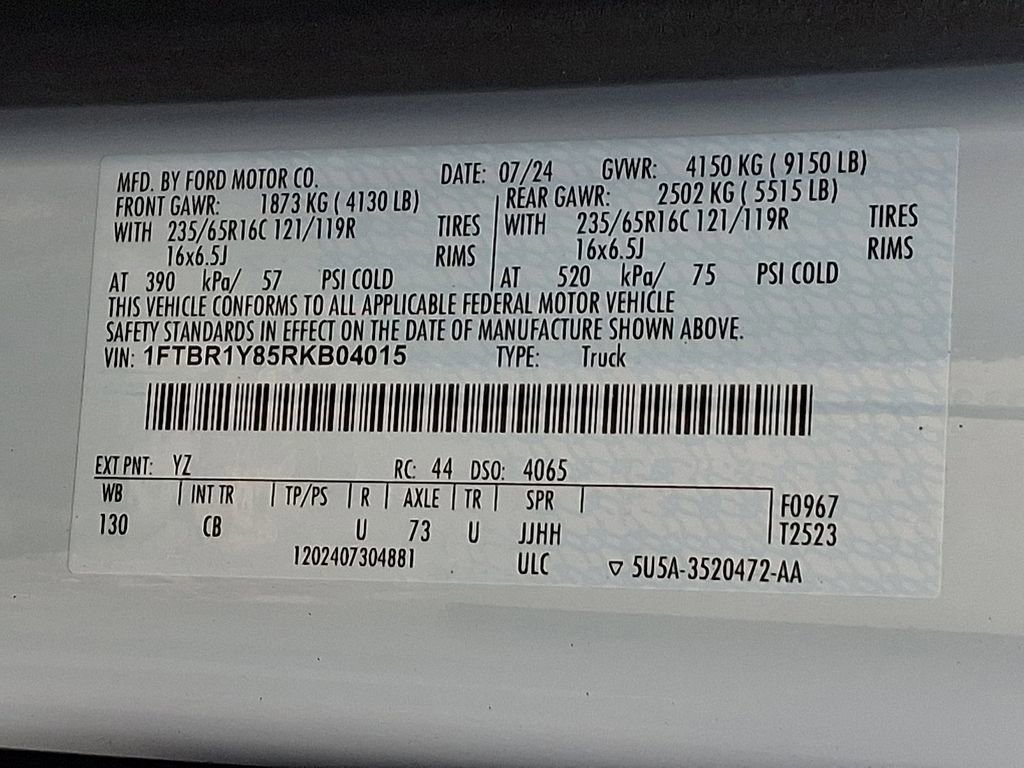 MFD. BY FORD MOTOR CO. DATE: 07/24 GVWR: 4150 KG ( 9150 LB)
FRONT GAWR: 1873 KG ( 4130 LB) REAR GAWR: 2502 KG ( 5515 LB)
WITH 235/65R16C 121/119R TIRES WITH 235/65R16C 121/119R TIRES
16x6.5J RIMS 16x6.5J RIMS
AT 390 kPa/ 57 PSI COLD AT 520 kPa/ 75 PSI COLD
THIS VEHICLE CONFORMS TO ALL APPLICABLE FEDERAL MOTOR VEHICLE
SAFETY STANDARDS IN EFFECT ON THE DATE OF MANUFACTURE SHOWN ABOVE.
VIN: 1FTBR1Y85RKB04015 TYPE: Truck
EXT PNT: YZ RC: 44 DSO: 4065
WB INT TR TP/PS R AXLE TR SPR F0967
130 CB U 73 U JJHH T2523
1202407304881 ULC ▽ 5U5A-3520472-AA